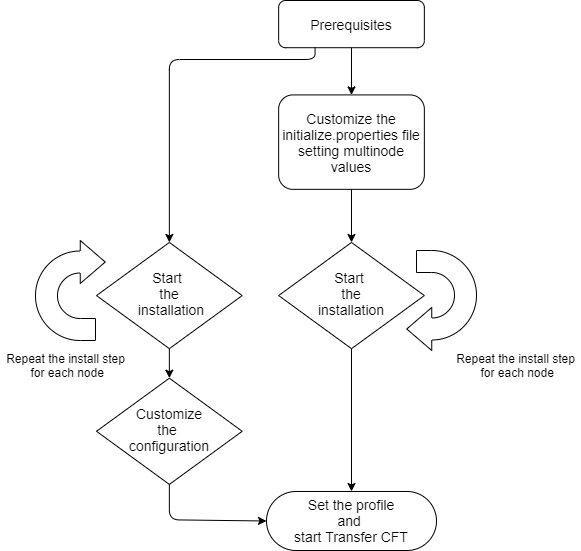 Prerequisites
Customize the
initialize.properties file
setting multinode
values
Start
the
installation
Start
the
installation
Repeat the install step
for each node
Repeat the install step
for each node
Customize
the
configuration
Set the profile
and
start Transfer CFT